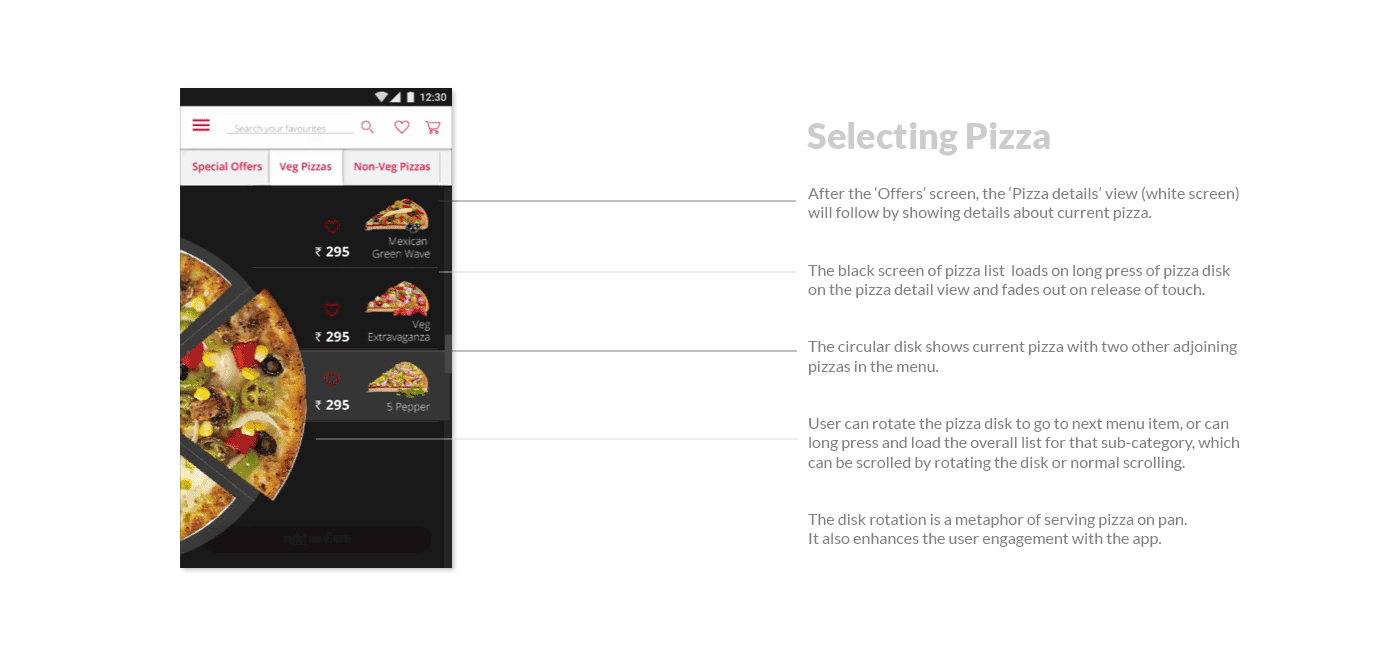 12:30
Search your favourites
Special Offers Veg Pizzas Non-Veg Pizzas
Mexican
₹ 295 Green Wave
Veg
₹ 295 Extravaganza
₹ 295 5 Pepper
Selecting Pizza
After the ‘Offers’ screen, the ‘Pizza details’ view (white screen)
will follow by showing details about current pizza.
The black screen of pizza list  loads on long press of pizza disk
on the pizza detail view and fades out on release of touch.
The circular disk shows current pizza with two other adjoining
pizzas in the menu.
User can rotate the pizza disk to go to next menu item, or can
long press and load the overall list for that sub-category, which
can be scrolled by rotating the disk or normal scrolling.
The disk rotation is a metaphor of serving pizza on pan.
It also enhances the user engagement with the app.